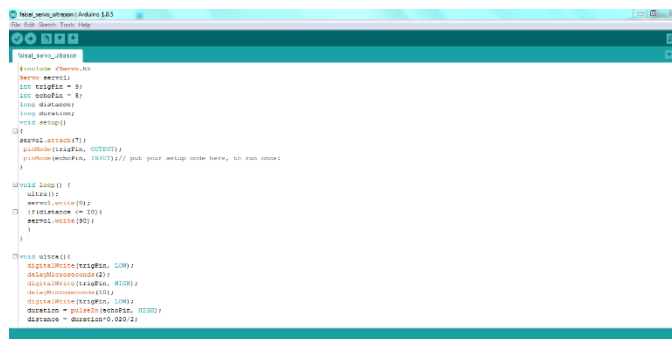 faisal_servo_ultrason | Arduino 1.8.5
File Edit Sketch Tools Help
faisal_servo_ultrason
#include <Servo.h>
Servo servo1;
int trigPin = 9;
int echoPin = 8;
long distance;
long duration;
void setup()
{
servo1.attach(7);
pinMode(trigPin, OUTPUT);
pinMode(echoPin, INPUT);// put your setup code here, to run once:
}
void loop() {
ultra();
servo1.write(0);
if(distance <= 10){
servo1.write(90);
}
}
void ultra(){
digitalWrite(trigPin, LOW);
delayMicroseconds(2);
digitalWrite(trigPin, HIGH);
delayMicroseconds(10);
digitalWrite(trigPin, LOW);
duration = pulseIn(echoPin, HIGH);
distance = duration*0.020/2;